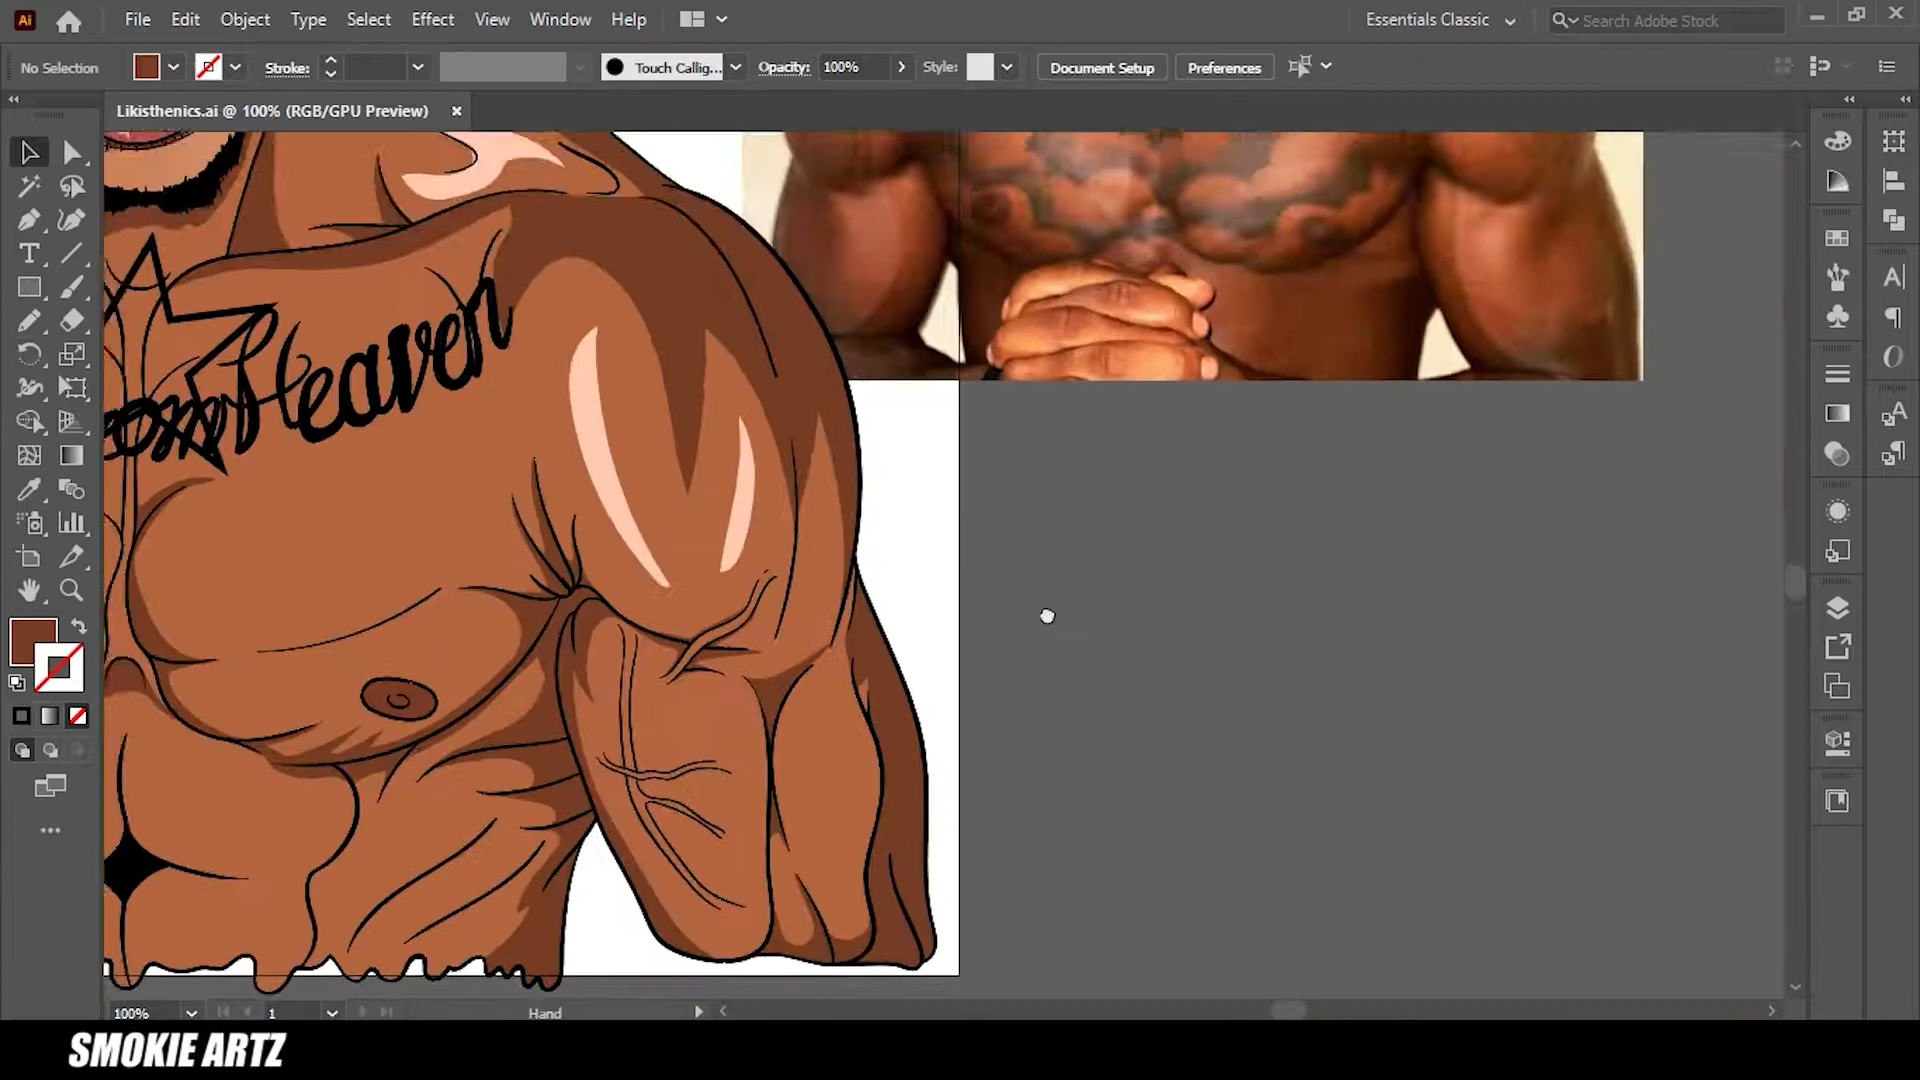 Ai File Edit Object Type Select Effect View Window Help Essentials Classic Search Adobe Stock
No Selection Stroke: Touch Callig... Opacity: 100% Style: Document Setup Preferences
Likisthenics.ai @ 100% (RGB/GPU Preview)
Heaven
100% 1 Hand
SMOKIE ARTZ